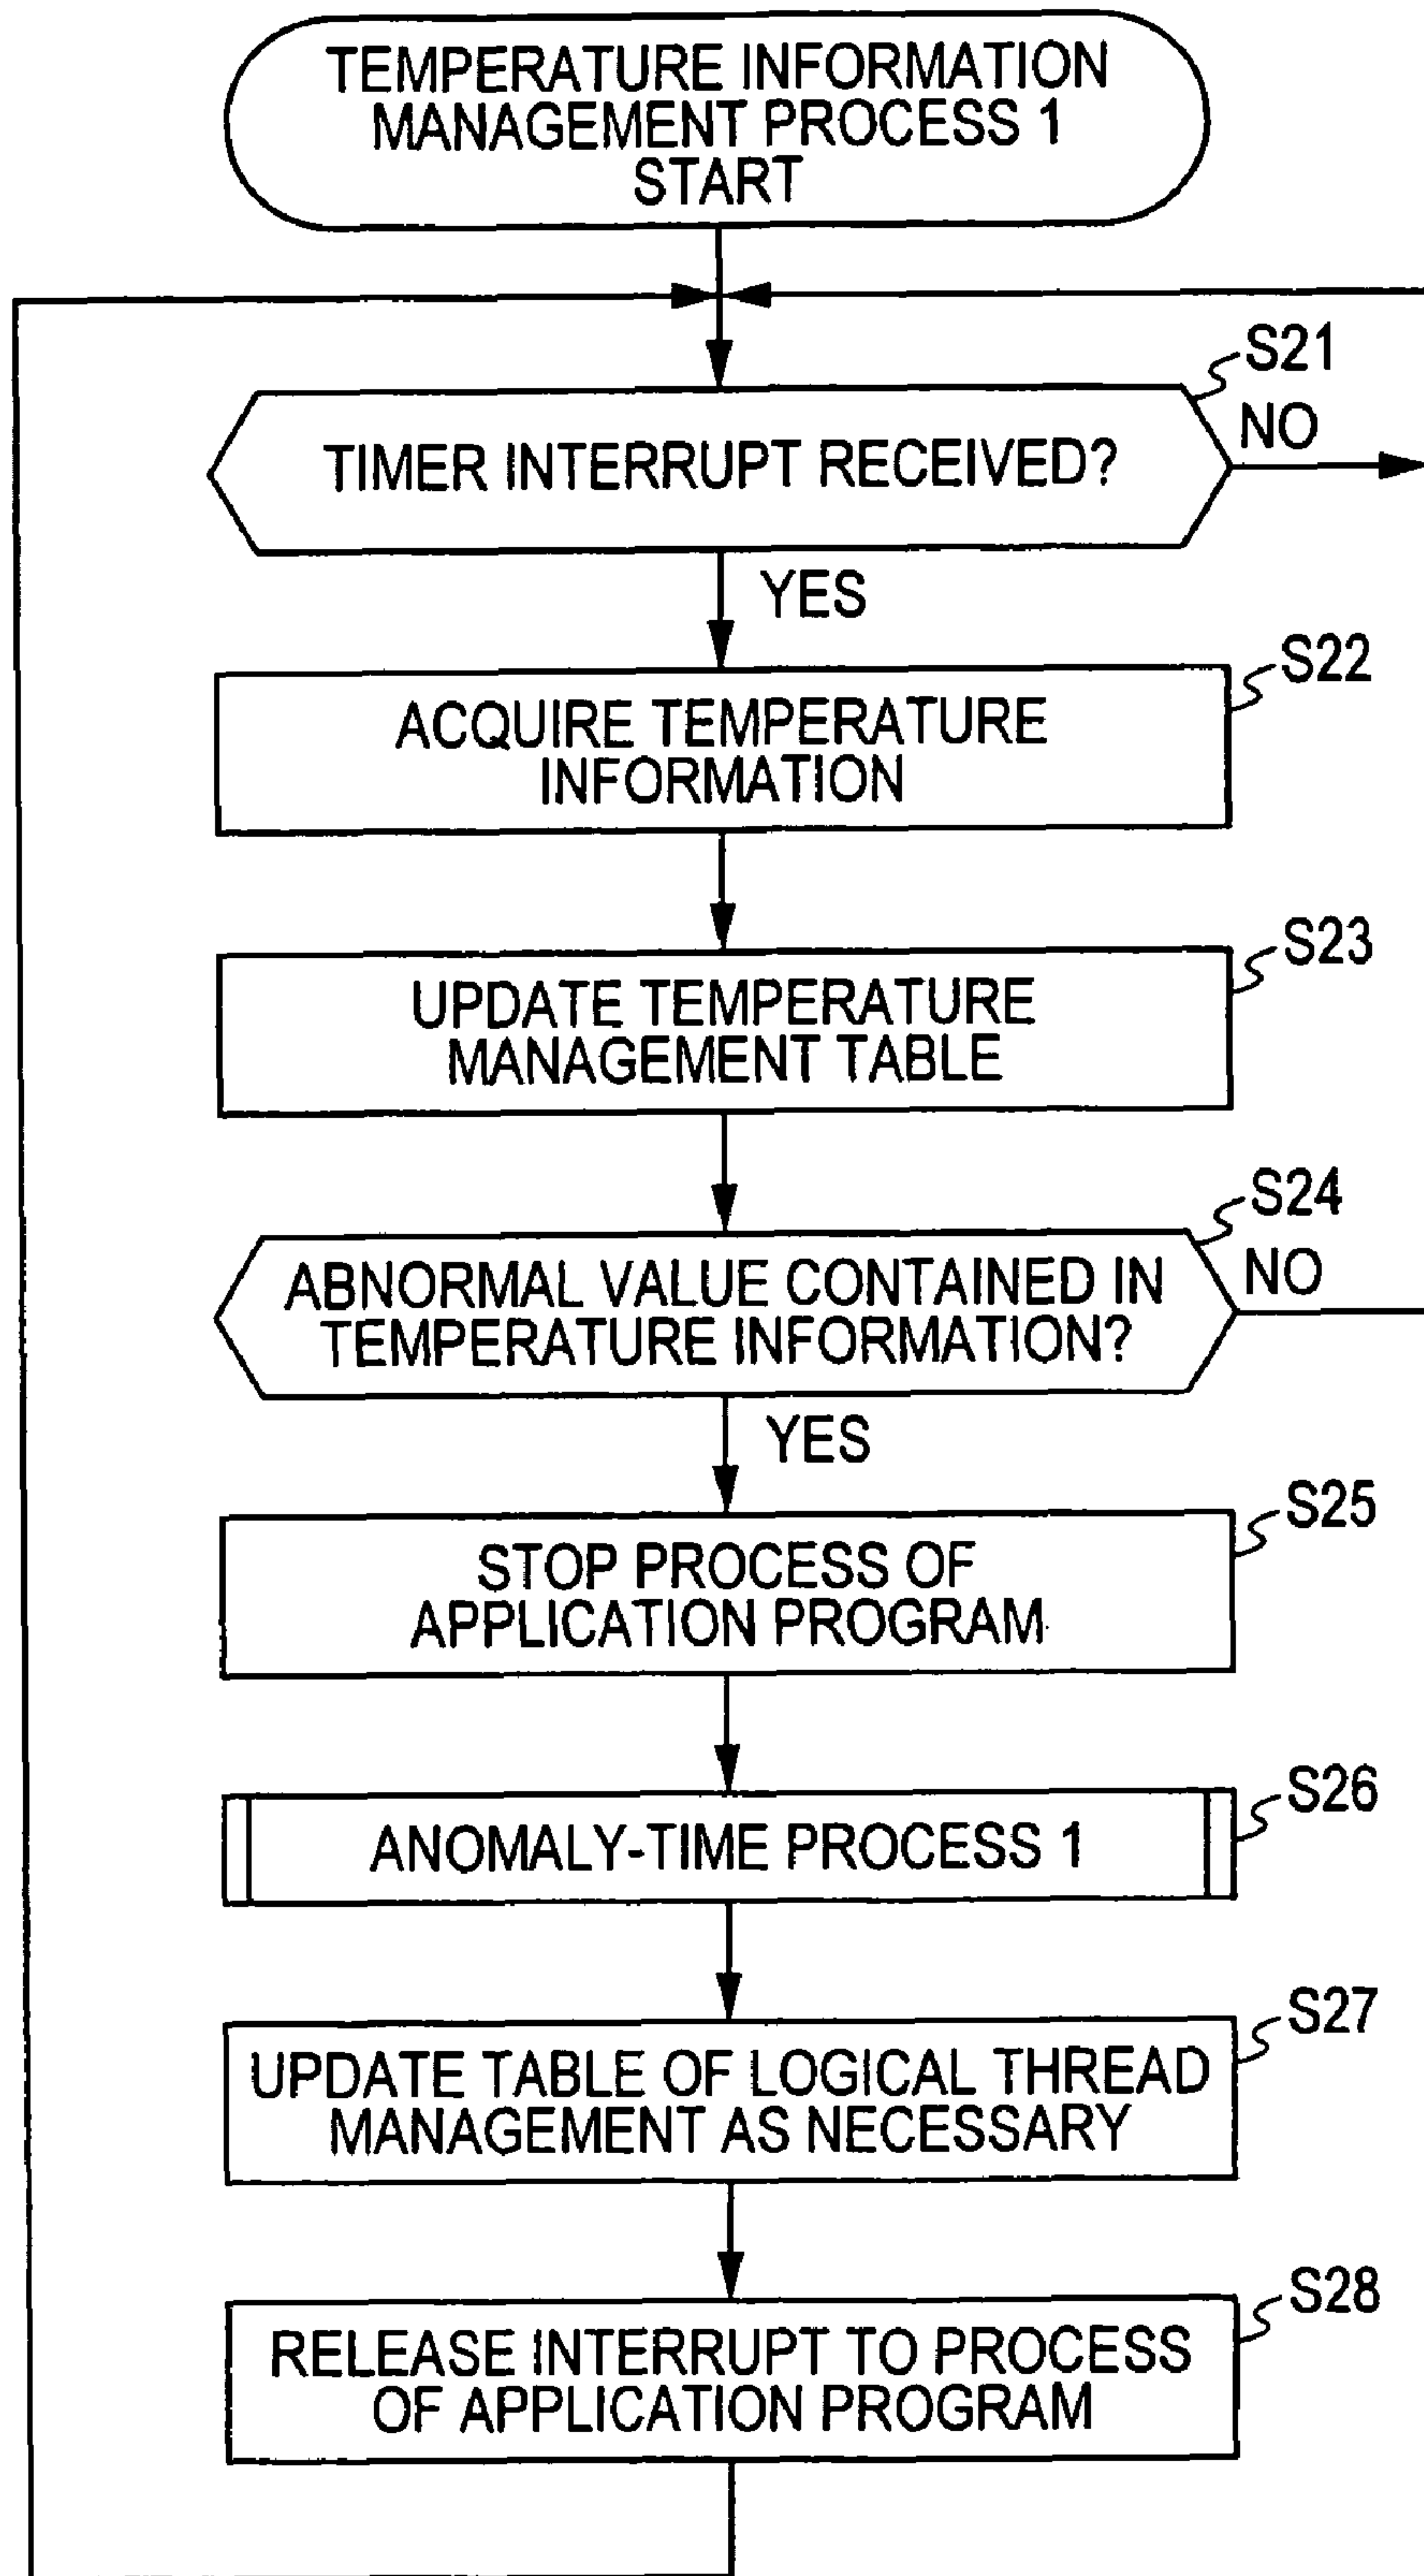 TEMPERATURE INFORMATION
MANAGEMENT PROCESS 1
START
S21
TIMER INTERRUPT RECEIVED?
NO
YES
S22
ACQUIRE TEMPERATURE
INFORMATION
S23
UPDATE TEMPERATURE
MANAGEMENT TABLE
S24
ABNORMAL VALUE CONTAINED IN
TEMPERATURE INFORMATION?
NO
YES
S25
STOP PROCESS OF
APPLICATION PROGRAM
S26
ANOMALY-TIME PROCESS 1
S27
UPDATE TABLE OF LOGICAL THREAD
MANAGEMENT AS NECESSARY
S28
RELEASE INTERRUPT TO PROCESS
OF APPLICATION PROGRAM